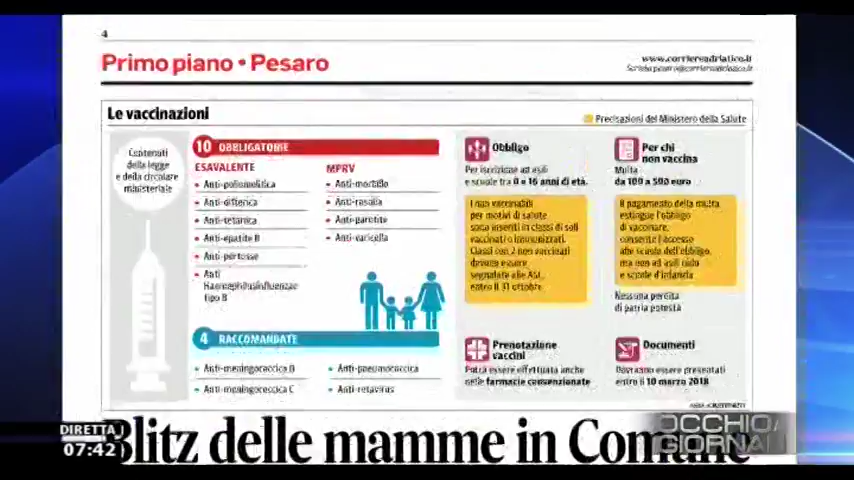 4
Primo piano • Pesaro
www.corriereadriatico.it
Scrivi a pesaro@corriereadriatico.it
Le vaccinazioni
Precisazioni del Ministero della Salute
Contenuti
della legge
e della circolare
ministeriale
10 OBBLIGATORIE
ESAVALENTE
Anti-poliomelitica
Anti-difterica
Anti-tetanica
Anti-epatite B
Anti-pertosse
Anti
Haemophilusinfluenzae
tipo B
MPRV
Anti-morbillo
Anti-rosolia
Anti-parotite
Anti-varicella
4 RACCOMANDATE
Anti-meningococcica B
Anti-meningococcica C
Anti-pneumococcica
Anti-rotavirus
Obbligo
Per iscrizione ad asili
e scuole tra 0 e 16 anni di età.
I non vaccinabili
per motivi di salute
sono inseriti in classi di soli
vaccinati o immunizzati.
Classi con 2 non vaccinati
devono essere
segnalate alle ASL
entro il 31 ottobre
Per chi
non vaccina
Multa
da 100 a 500 euro
Il pagamento della multa
estingue l'obbligo
di vaccinare,
consente l'accesso
alle scuole dell'obbligo,
ma non ad asili nido
e scuole d'infanzia
Nessuna perdita
di patria potestà
Prenotazione
vaccini
Potrà essere effettuata anche
nelle farmacie convenzionate
Documenti
Dovranno essere presentati
entro il 10 marzo 2018
Blitz delle mamme in Comune
DIRETTA
07:42
OCCHIO AI
GIORNALI